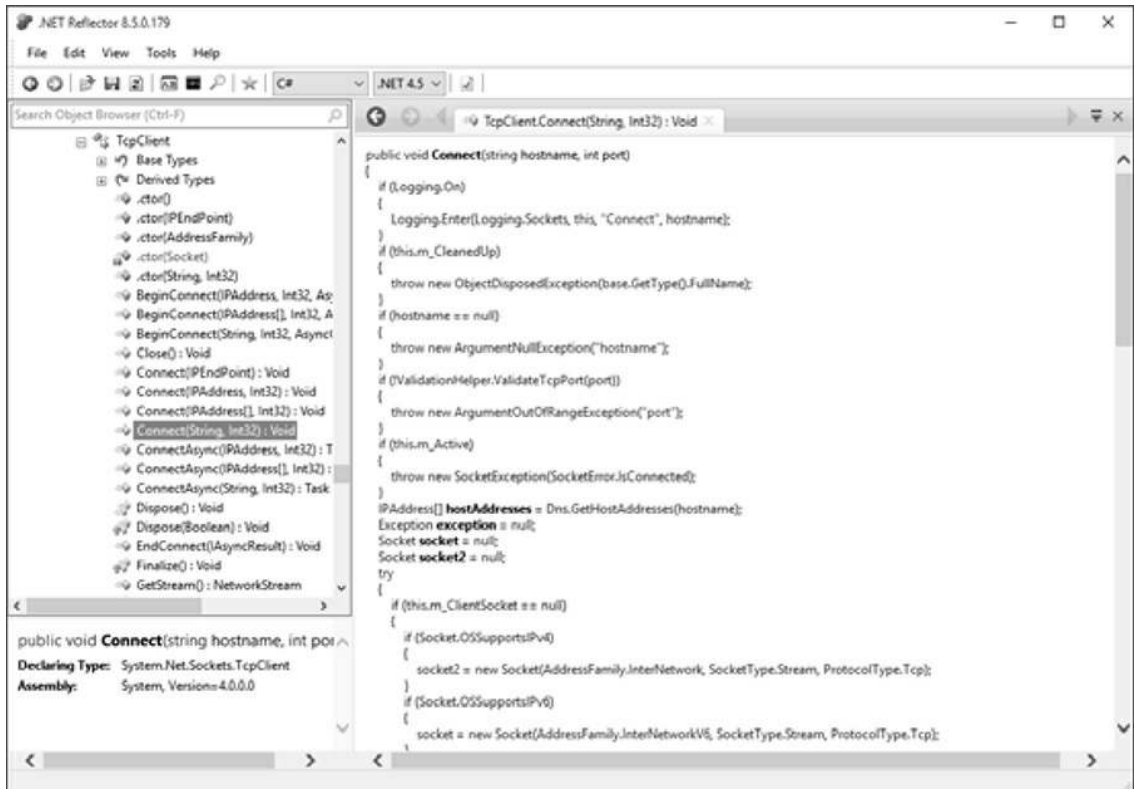 .NET Reflector 8.5.0.179
File Edit View Tools Help
C# .NET 4.5
Search Object Browser (Ctrl-F)
TcpClient.Connect(String, Int32) : Void
TcpClient
Base Types
Derived Types
.ctor()
.ctor(IPEndPoint)
.ctor(AddressFamily)
.ctor(Socket)
.ctor(String, Int32)
BeginConnect(IPAddress, Int32, As
BeginConnect(IPAddress[], Int32, A
BeginConnect(String, Int32, Async
Close() : Void
Connect(IPEndPoint) : Void
Connect(IPAddress, Int32) : Void
Connect(IPAddress[], Int32) : Void
Connect(String, Int32) : Void
ConnectAsync(IPAddress, Int32) : T
ConnectAsync(IPAddress[], Int32) :
ConnectAsync(String, Int32) : Task
Dispose() : Void
Dispose(Boolean) : Void
EndConnect(IAsyncResult) : Void
Finalize() : Void
GetStream() : NetworkStream
public void Connect(string hostname, int por
Declaring Type: System.Net.Sockets.TcpClient
Assembly: System, Version=4.0.0.0
public void Connect(string hostname, int port)
{
if (Logging.On)
{
Logging.Enter(Logging.Sockets, this, "Connect", hostname);
}
if (this.m_CleanedUp)
{
throw new ObjectDisposedException(base.GetType().FullName);
}
if (hostname == null)
{
throw new ArgumentNullException("hostname");
}
if (!ValidationHelper.ValidateTcpPort(port))
{
throw new ArgumentOutOfRangeException("port");
}
if (this.m_Active)
{
throw new SocketException(SocketError.IsConnected);
}
IPAddress[] hostAddresses = Dns.GetHostAddresses(hostname);
Exception exception = null;
Socket socket = null;
Socket socket2 = null;
try
{
if (this.m_ClientSocket == null)
{
if (Socket.OSSupportsIPv4)
{
socket2 = new Socket(AddressFamily.InterNetwork, SocketType.Stream, ProtocolType.Tcp);
}
if (Socket.OSSupportsIPv6)
{
socket = new Socket(AddressFamily.InterNetworkV6, SocketType.Stream, ProtocolType.Tcp);
}